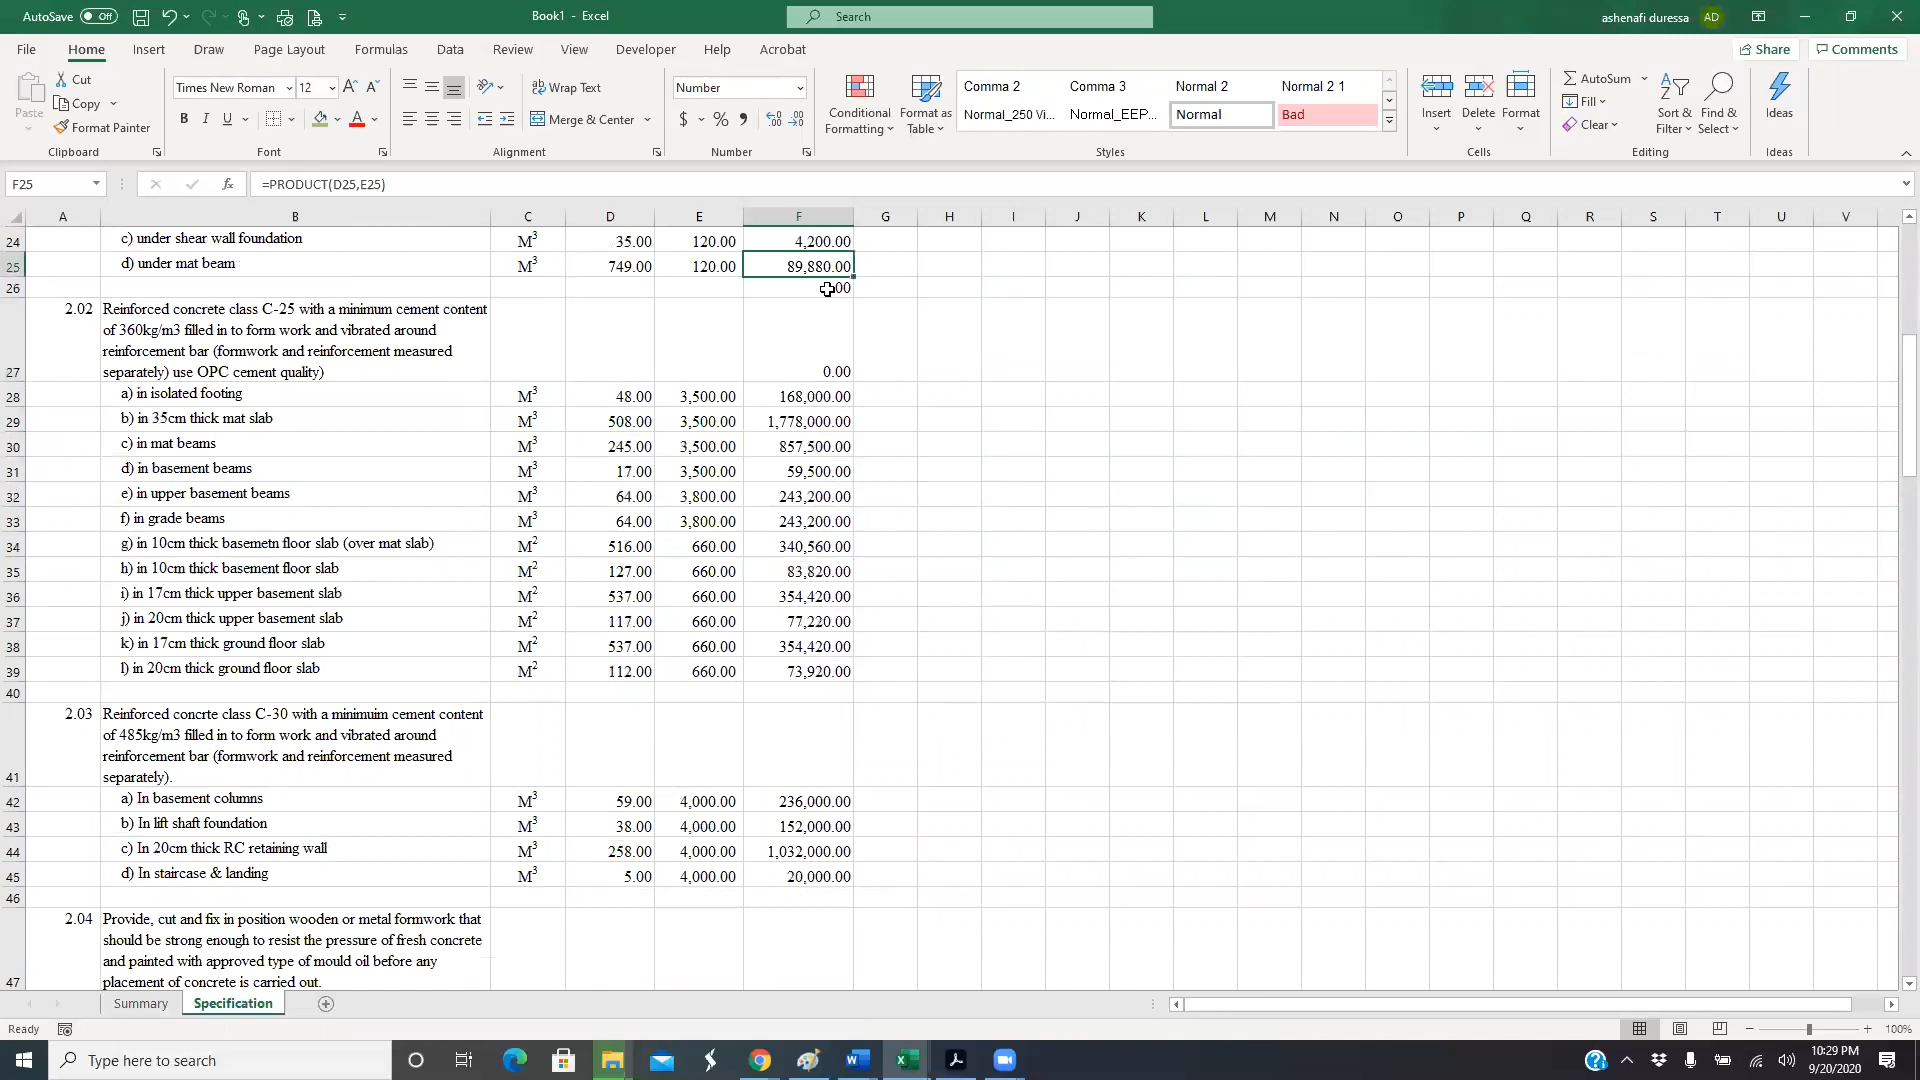 AutoSave Off Book1 - Excel Search ashenafi duressa AD
File Home Insert Draw Page Layout Formulas Data Review View Developer Help Acrobat Share Comments
Paste Cut Copy Format Painter Clipboard
Times New Roman 12 B I U A Font
Wrap Text Merge & Center Alignment
Number $ % Number
Conditional Formatting Format as Table Comma 2 Comma 3 Normal 2 Normal 2 1
Normal_250 Vi... Normal_EEP... Normal Bad Styles
Insert Delete Format Cells
AutoSum Fill Clear Sort & Filter Find & Select Editing
Ideas Ideas
F25 fx =PRODUCT(D25,E25)
A B C D E F G H I J K L M N O P Q R S T U V
24 c) under shear wall foundation M3 35.00 120.00 4,200.00
25 d) under mat beam M3 749.00 120.00 89,880.00
26 00
2.02 Reinforced concrete class C-25 with a minimum cement content
of 360kg/m3 filled in to form work and vibrated around
reinforcement bar (formwork and reinforcement measured
27 separately) use OPC cement quality) 0.00
28 a) in isolated footing M3 48.00 3,500.00 168,000.00
29 b) in 35cm thick mat slab M3 508.00 3,500.00 1,778,000.00
30 c) in mat beams M3 245.00 3,500.00 857,500.00
31 d) in basement beams M3 17.00 3,500.00 59,500.00
32 e) in upper basement beams M3 64.00 3,800.00 243,200.00
33 f) in grade beams M3 64.00 3,800.00 243,200.00
34 g) in 10cm thick basemetn floor slab (over mat slab) M2 516.00 660.00 340,560.00
35 h) in 10cm thick basement floor slab M2 127.00 660.00 83,820.00
36 i) in 17cm thick upper basement slab M2 537.00 660.00 354,420.00
37 j) in 20cm thick upper basement slab M2 117.00 660.00 77,220.00
38 k) in 17cm thick ground floor slab M2 537.00 660.00 354,420.00
39 l) in 20cm thick ground floor slab M2 112.00 660.00 73,920.00
40
2.03 Reinforced concrte class C-30 with a minimuim cement content
of 485kg/m3 filled in to form work and vibrated around
reinforcement bar (formwork and reinforcement measured
41 separately).
42 a) In basement columns M3 59.00 4,000.00 236,000.00
43 b) In lift shaft foundation M3 38.00 4,000.00 152,000.00
44 c) In 20cm thick RC retaining wall M3 258.00 4,000.00 1,032,000.00
45 d) In staircase & landing M3 5.00 4,000.00 20,000.00
46
2.04 Provide, cut and fix in position wooden or metal formwork that
should be strong enough to resist the pressure of fresh concrete
and painted with approved type of mould oil before any
47 placement of concrete is carried out.
Summary Specification
Ready 100%
Type here to search 10:29 PM
9/20/2020